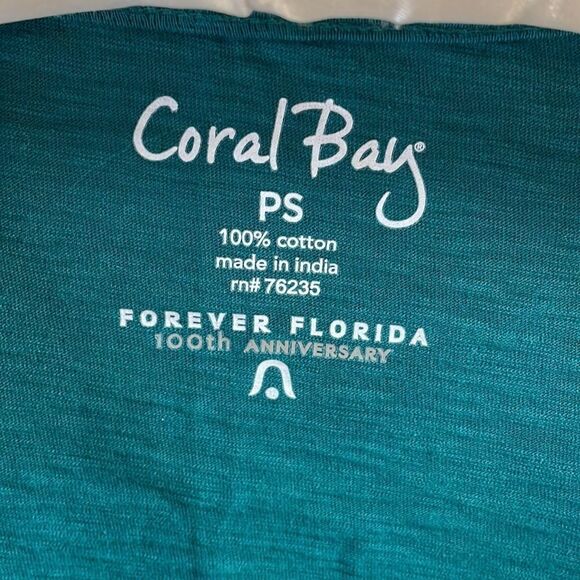 Coral Bay®
PS
100% cotton
made in india
rn# 76235
FOREVER FLORIDA
100th ANNIVERSARY